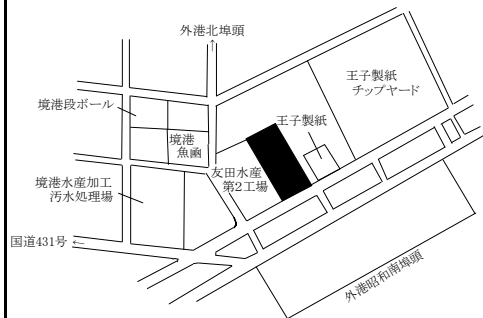 外港北埠頭
↑
王子製紙
チップヤード
境港段ボール
王子製紙
境港
魚凾
友田水産
第2工場
境港水産加工
汚水処理場
国道431号 ←
外港昭和南埠頭